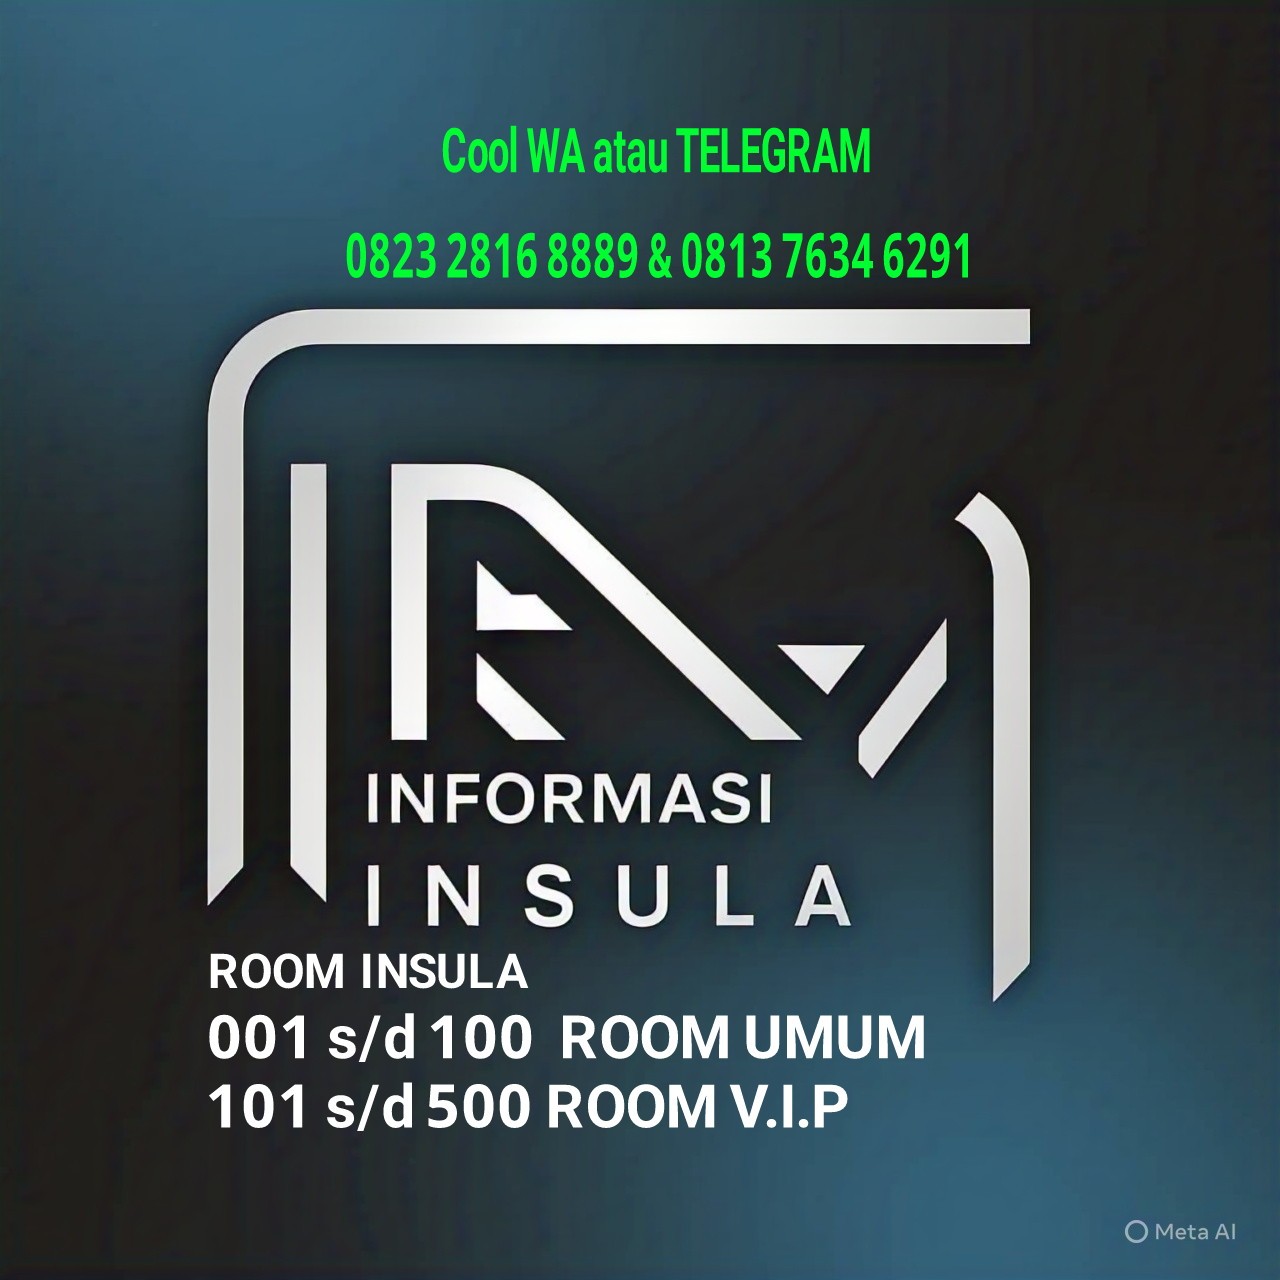 Cool WA atau TELEGRAM
0823 2816 8889 & 0813 7634 6291
INFORMASI
INSULA
ROOM INSULA
001 s/d 100 ROOM UMUM
101 s/d 500 ROOM V.I.P
Meta AI